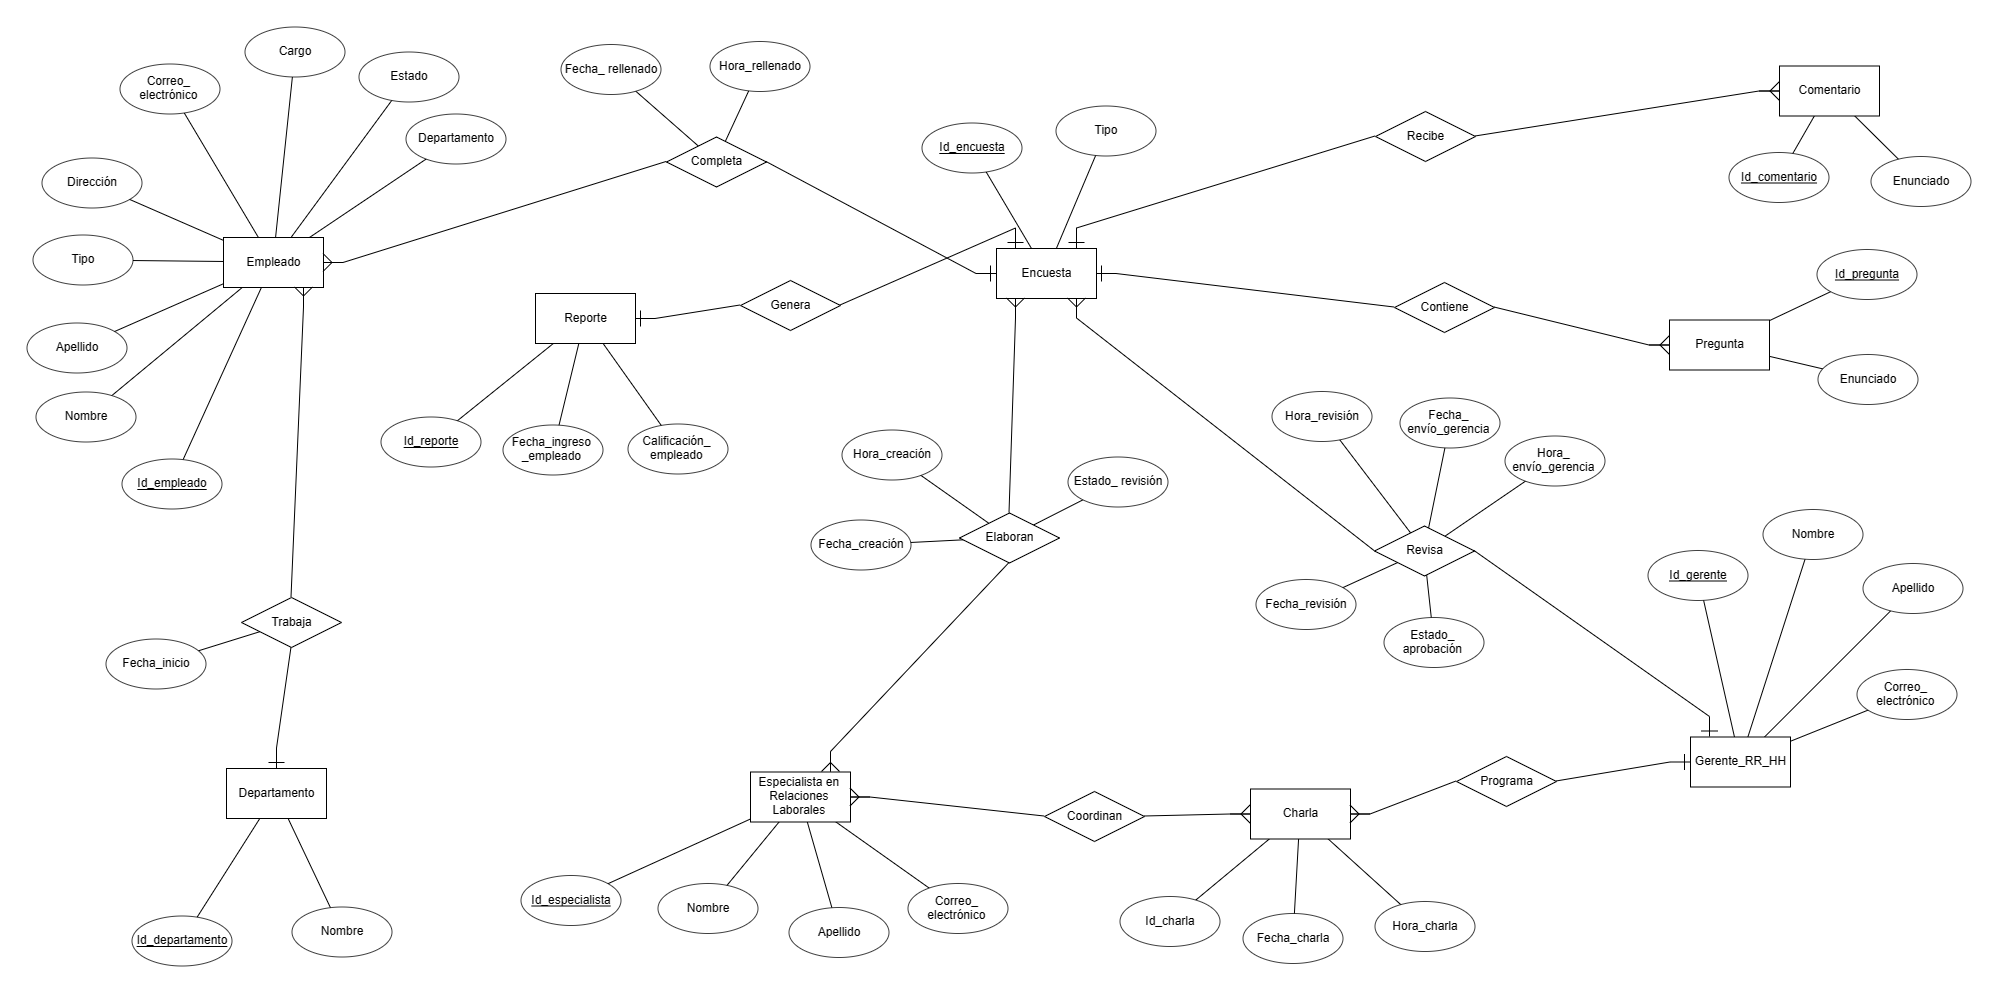 Cargo
Correo_
electrónico
Estado
Departamento
Dirección
Tipo
Empleado
Apellido
Nombre
Id_empleado
Fecha_ rellenado
Hora_rellenado
Completa
Id_encuesta
Tipo
Encuesta
Recibe
Comentario
Id_comentario
Enunciado
Genera
Reporte
Id_reporte
Fecha_ingreso
_empleado
Calificación_
empleado
Contiene
Id_pregunta
Pregunta
Enunciado
Hora_creación
Estado_ revisión
Fecha_creación
Elaboran
Hora_revisión
Fecha_
envío_gerencia
Hora_
envío_gerencia
Revisa
Fecha_revisión
Estado_
aprobación
Nombre
Id_gerente
Apellido
Correo_
electrónico
Gerente_RR_HH
Trabaja
Fecha_inicio
Departamento
Id_departamento
Nombre
Especialista en
Relaciones
Laborales
Id_especialista
Nombre
Apellido
Correo_
electrónico
Coordinan
Charla
Programa
Id_charla
Fecha_charla
Hora_charla